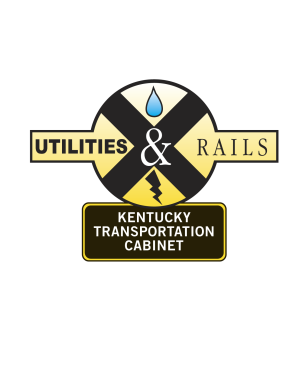 UTILITIES & RAILS
KENTUCKY
TRANSPORTATION
CABINET